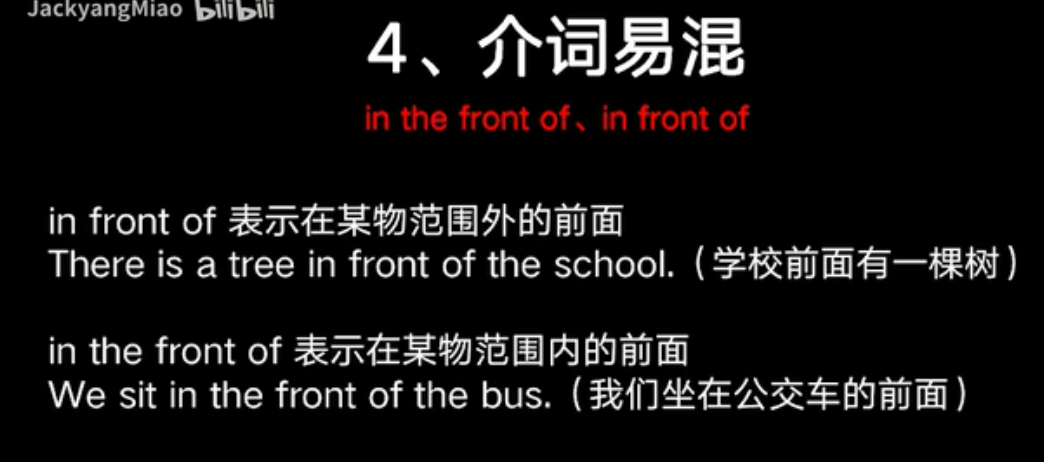 JackyangMiao bilibili
4、介词易混
in the front of、in front of
in front of 表示在某物范围外的前面
There is a tree in front of the school.（学校前面有一棵树）
in the front of 表示在某物范围内的前面
We sit in the front of the bus.（我们坐在公交车的前面）